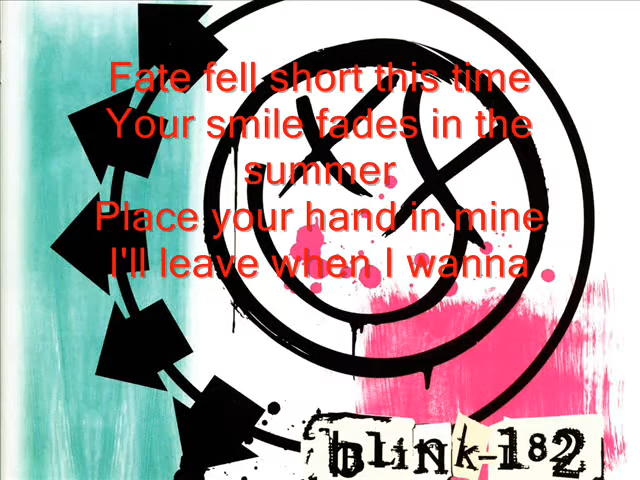 Fate fell short this time
Your smile fades in the
summer.
Place your hand in mine
I'll leave when I wanna
blink-182